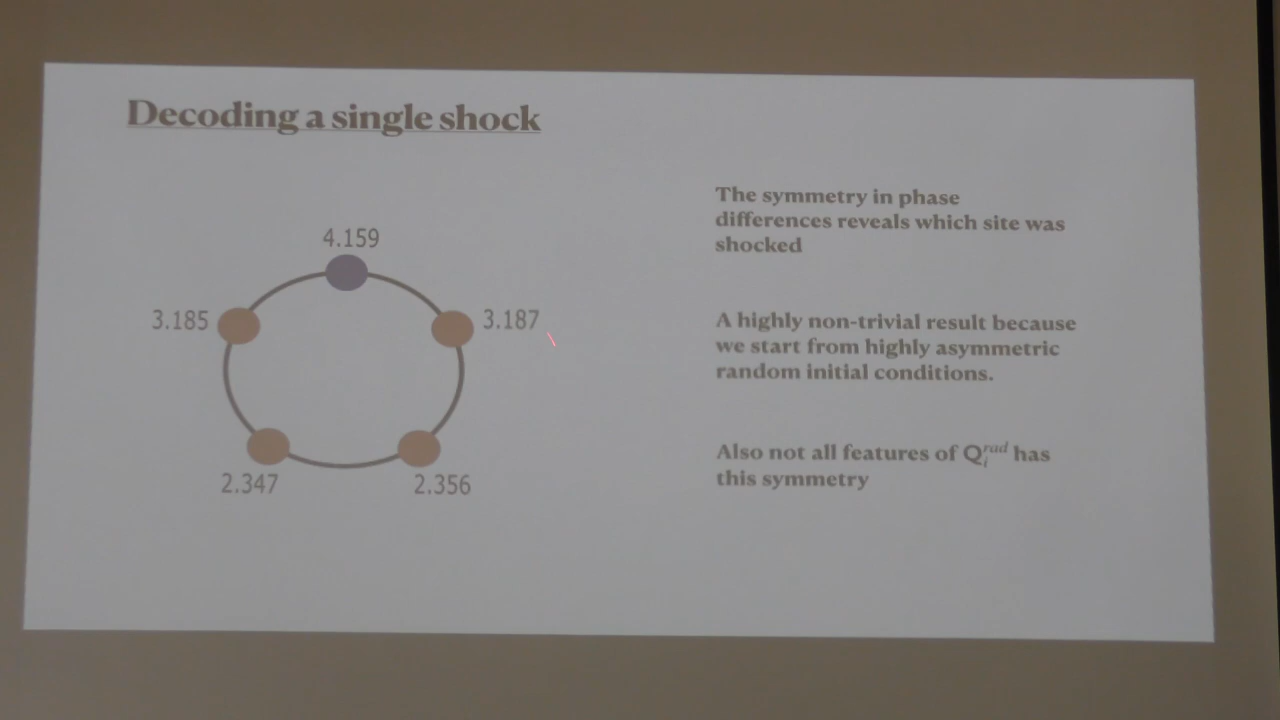 Decoding a single shock
4.159
3.185
3.187
2.347
2.356
The symmetry in phase
differences reveals which site was
shocked
A highly non-trivial result because
we start from highly asymmetric
random initial conditions.
Also not all features of Q_i^{rad} has
this symmetry